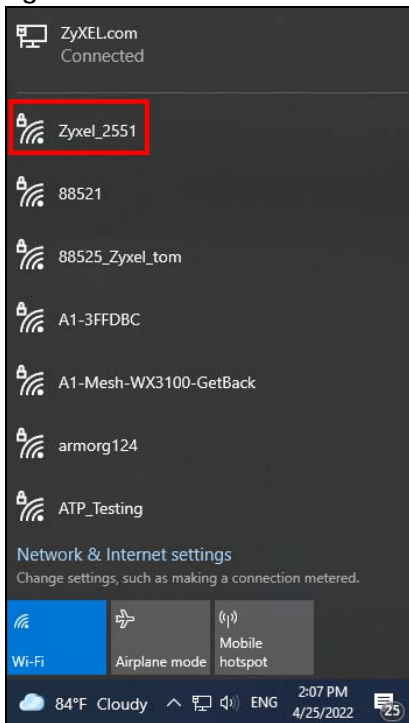 ZyXEL.com
Connected
Zyxel_2551
88521
88525_Zyxel_tom
A1-3FFDBC
A1-Mesh-WX3100-GetBack
armorg124
ATP_Testing
Network & Internet settings
Change settings, such as making a connection metered.
Wi-Fi
Airplane mode
Mobile
hotspot
84°F Cloudy
ENG
2:07 PM
4/25/2022
25